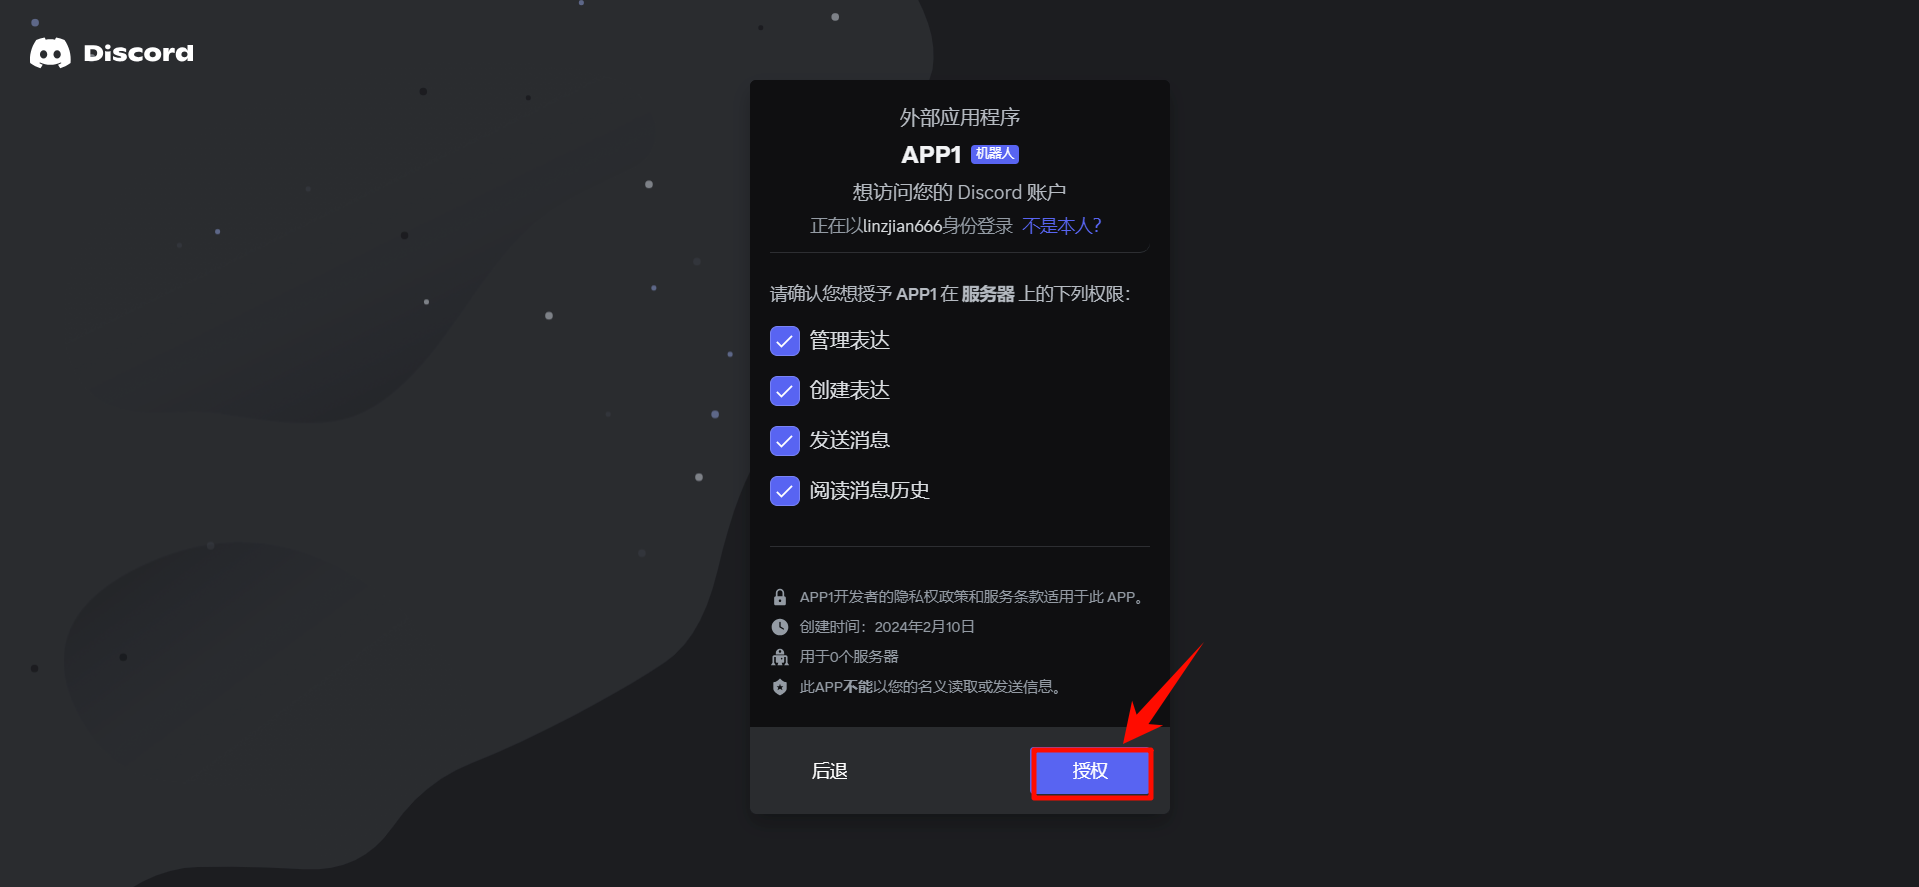 Discord
外部应用程序
APP1 机器人
想访问您的 Discord 账户
正在以linzjian666身份登录 不是本人?
请确认您想授予 APP1 在 服务器 上的下列权限：
管理表达
创建表达
发送消息
阅读消息历史
APP1开发者的隐私权政策和服务条款适用于此 APP。
创建时间：2024年2月10日
用于0个服务器
此APP不能以您的名义读取或发送信息。
后退
授权